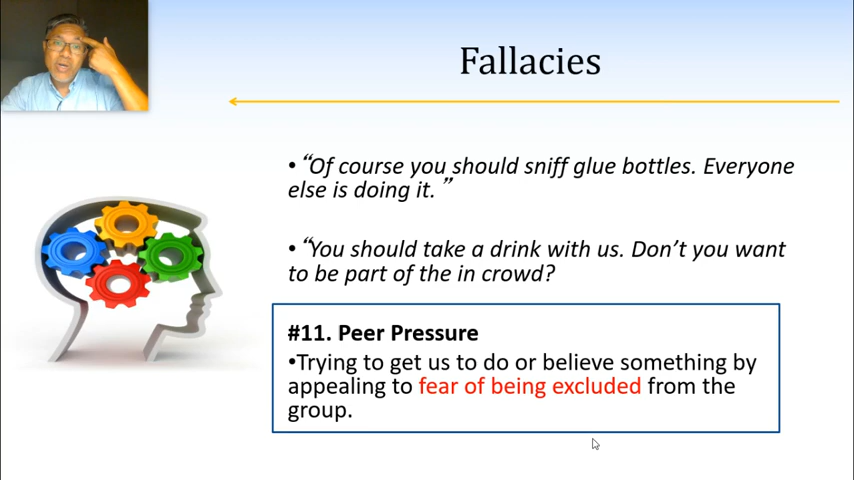 Fallacies
• “Of course you should sniff glue bottles. Everyone
else is doing it. ”
• “You should take a drink with us. Don’t you want
to be part of the in crowd?
#11. Peer Pressure
•Trying to get us to do or believe something by
appealing to fear of being excluded from the
group.